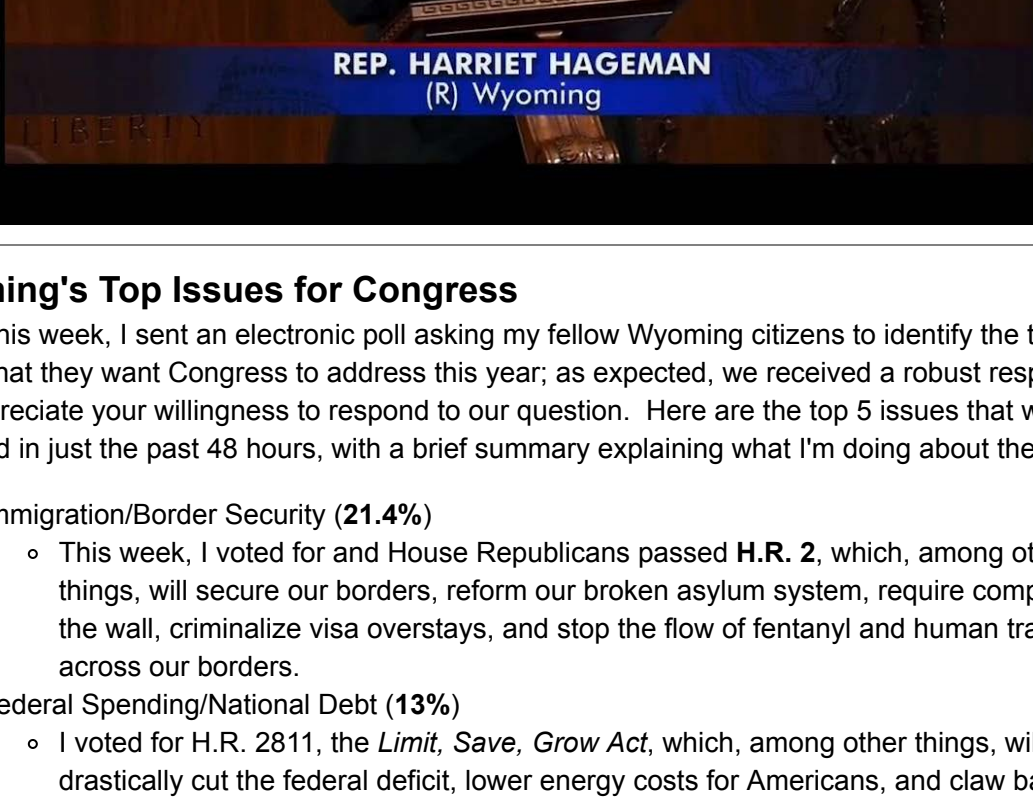 REP. HARRIET HAGEMAN
(R) Wyoming
LIBERTY
ning's Top Issues for Congress
his week, I sent an electronic poll asking my fellow Wyoming citizens to identify the t
hat they want Congress to address this year; as expected, we received a robust resp
reciate your willingness to respond to our question.  Here are the top 5 issues that w
d in just the past 48 hours, with a brief summary explaining what I'm doing about the
mmigration/Border Security (21.4%)
This week, I voted for and House Republicans passed H.R. 2, which, among ot
things, will secure our borders, reform our broken asylum system, require comp
the wall, criminalize visa overstays, and stop the flow of fentanyl and human tra
across our borders.
ederal Spending/National Debt (13%)
I voted for H.R. 2811, the Limit, Save, Grow Act, which, among other things, wil
drastically cut the federal deficit, lower energy costs for Americans, and claw ba